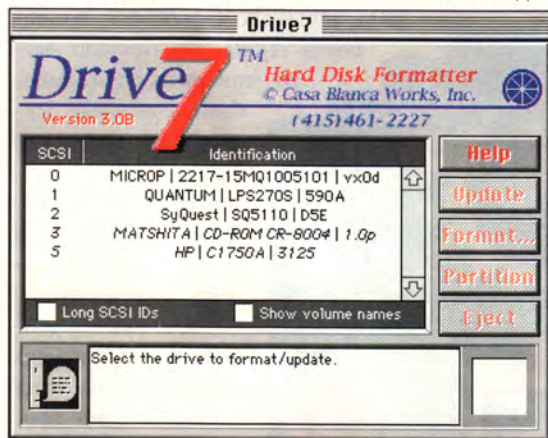 Drive7
Drive7™
Hard Disk Formatter
© Casa Blanca Works, Inc.
Version 3.0B
(415)461-2227
SCSI Identification
0 MICROP | 2217-15MQ1005101 | vx0d
1 QUANTUM | LPS270S | 590A
2 SyQuest | SQ5110 | D5E
3 MATSHITA | CD-ROM CR-8004 | 1.0p
5 HP | C1750A | 3125
Long SCSI IDs
Show volume names
Help
Update
Format...
Partition
Eject
Select the drive to format/update.